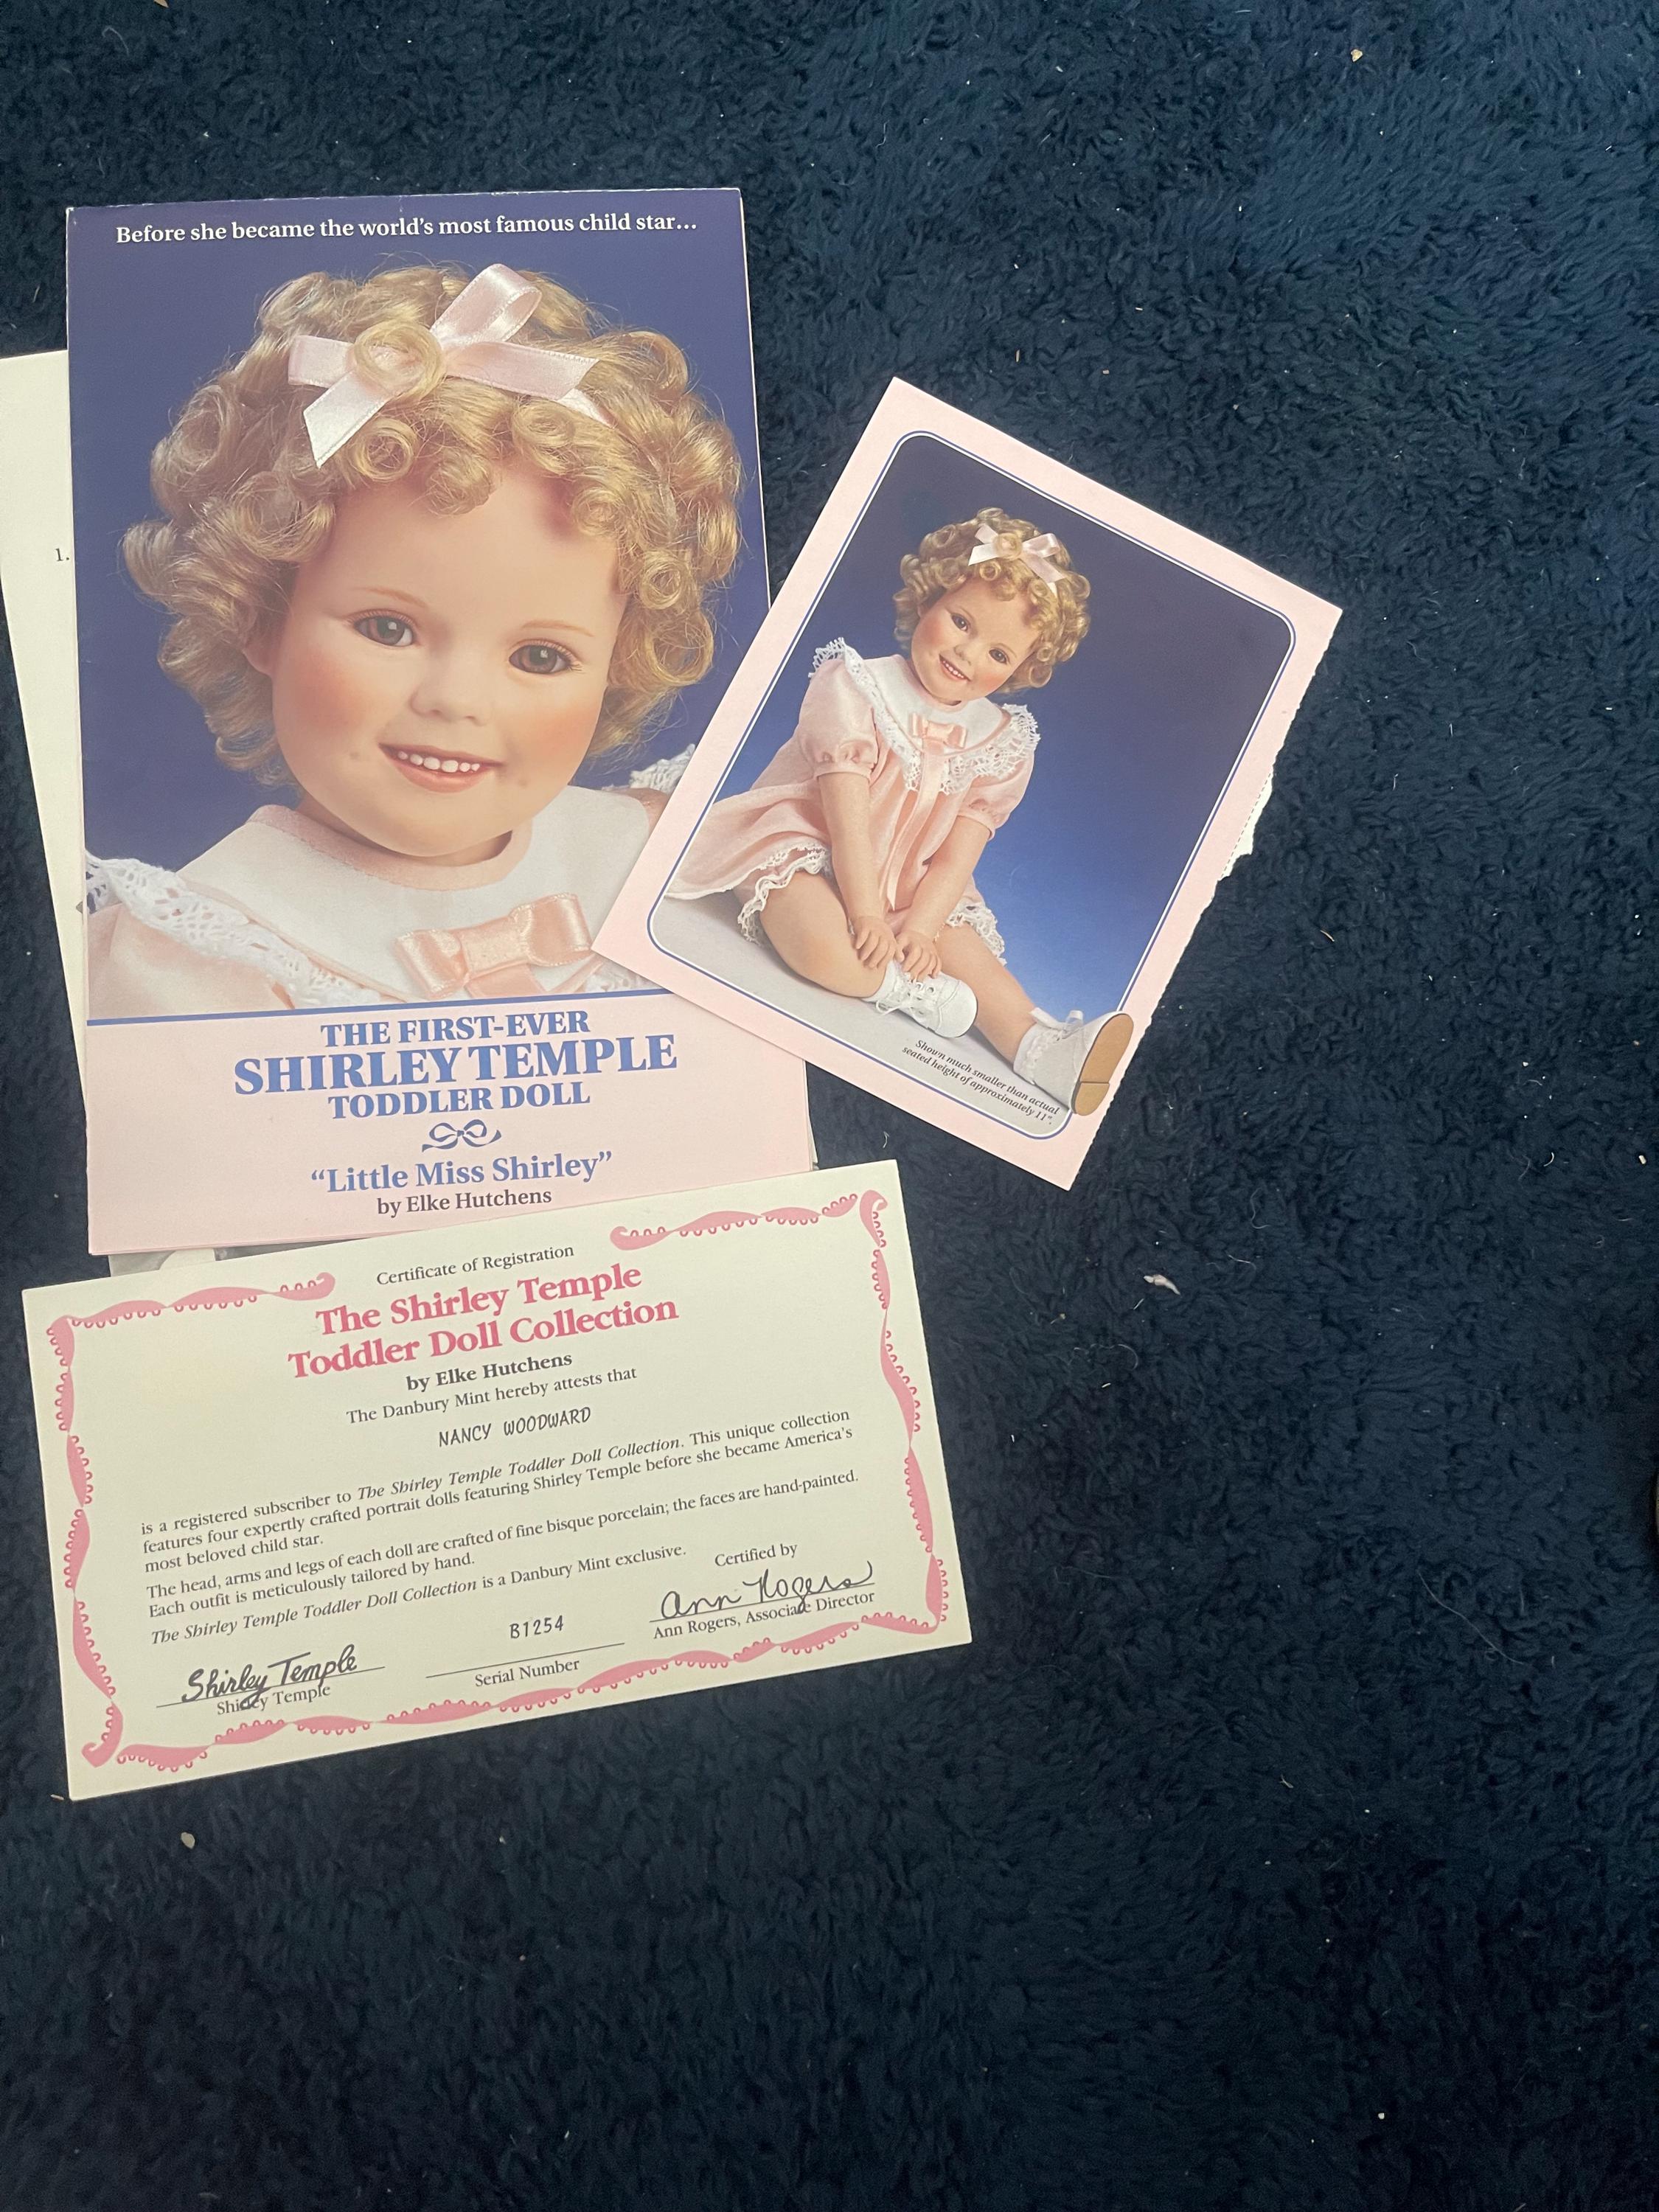 Before she became the world's most famous child star...
1.
THE FIRST-EVER
SHIRLEY TEMPLE
TODDLER DOLL
"Little Miss Shirley"
by Elke Hutchens
Shown much smaller than actual
seated height of approximately 11".
Certificate of Registration
The Shirley Temple
Toddler Doll Collection
by Elke Hutchens
The Danbury Mint hereby attests that
NANCY WOODWARD
is a registered subscriber to The Shirley Temple Toddler Doll Collection. This unique collection
features four expertly crafted portrait dolls featuring Shirley Temple before she became America's
most beloved child star.
The head, arms and legs of each doll are crafted of fine bisque porcelain; the faces are hand-painted.
Each outfit is meticulously tailored by hand.
The Shirley Temple Toddler Doll Collection is a Danbury Mint exclusive.
Certified by
Shirley Temple
Shirley Temple
B1254
Serial Number
Ann Rogers
Ann Rogers, Associate Director